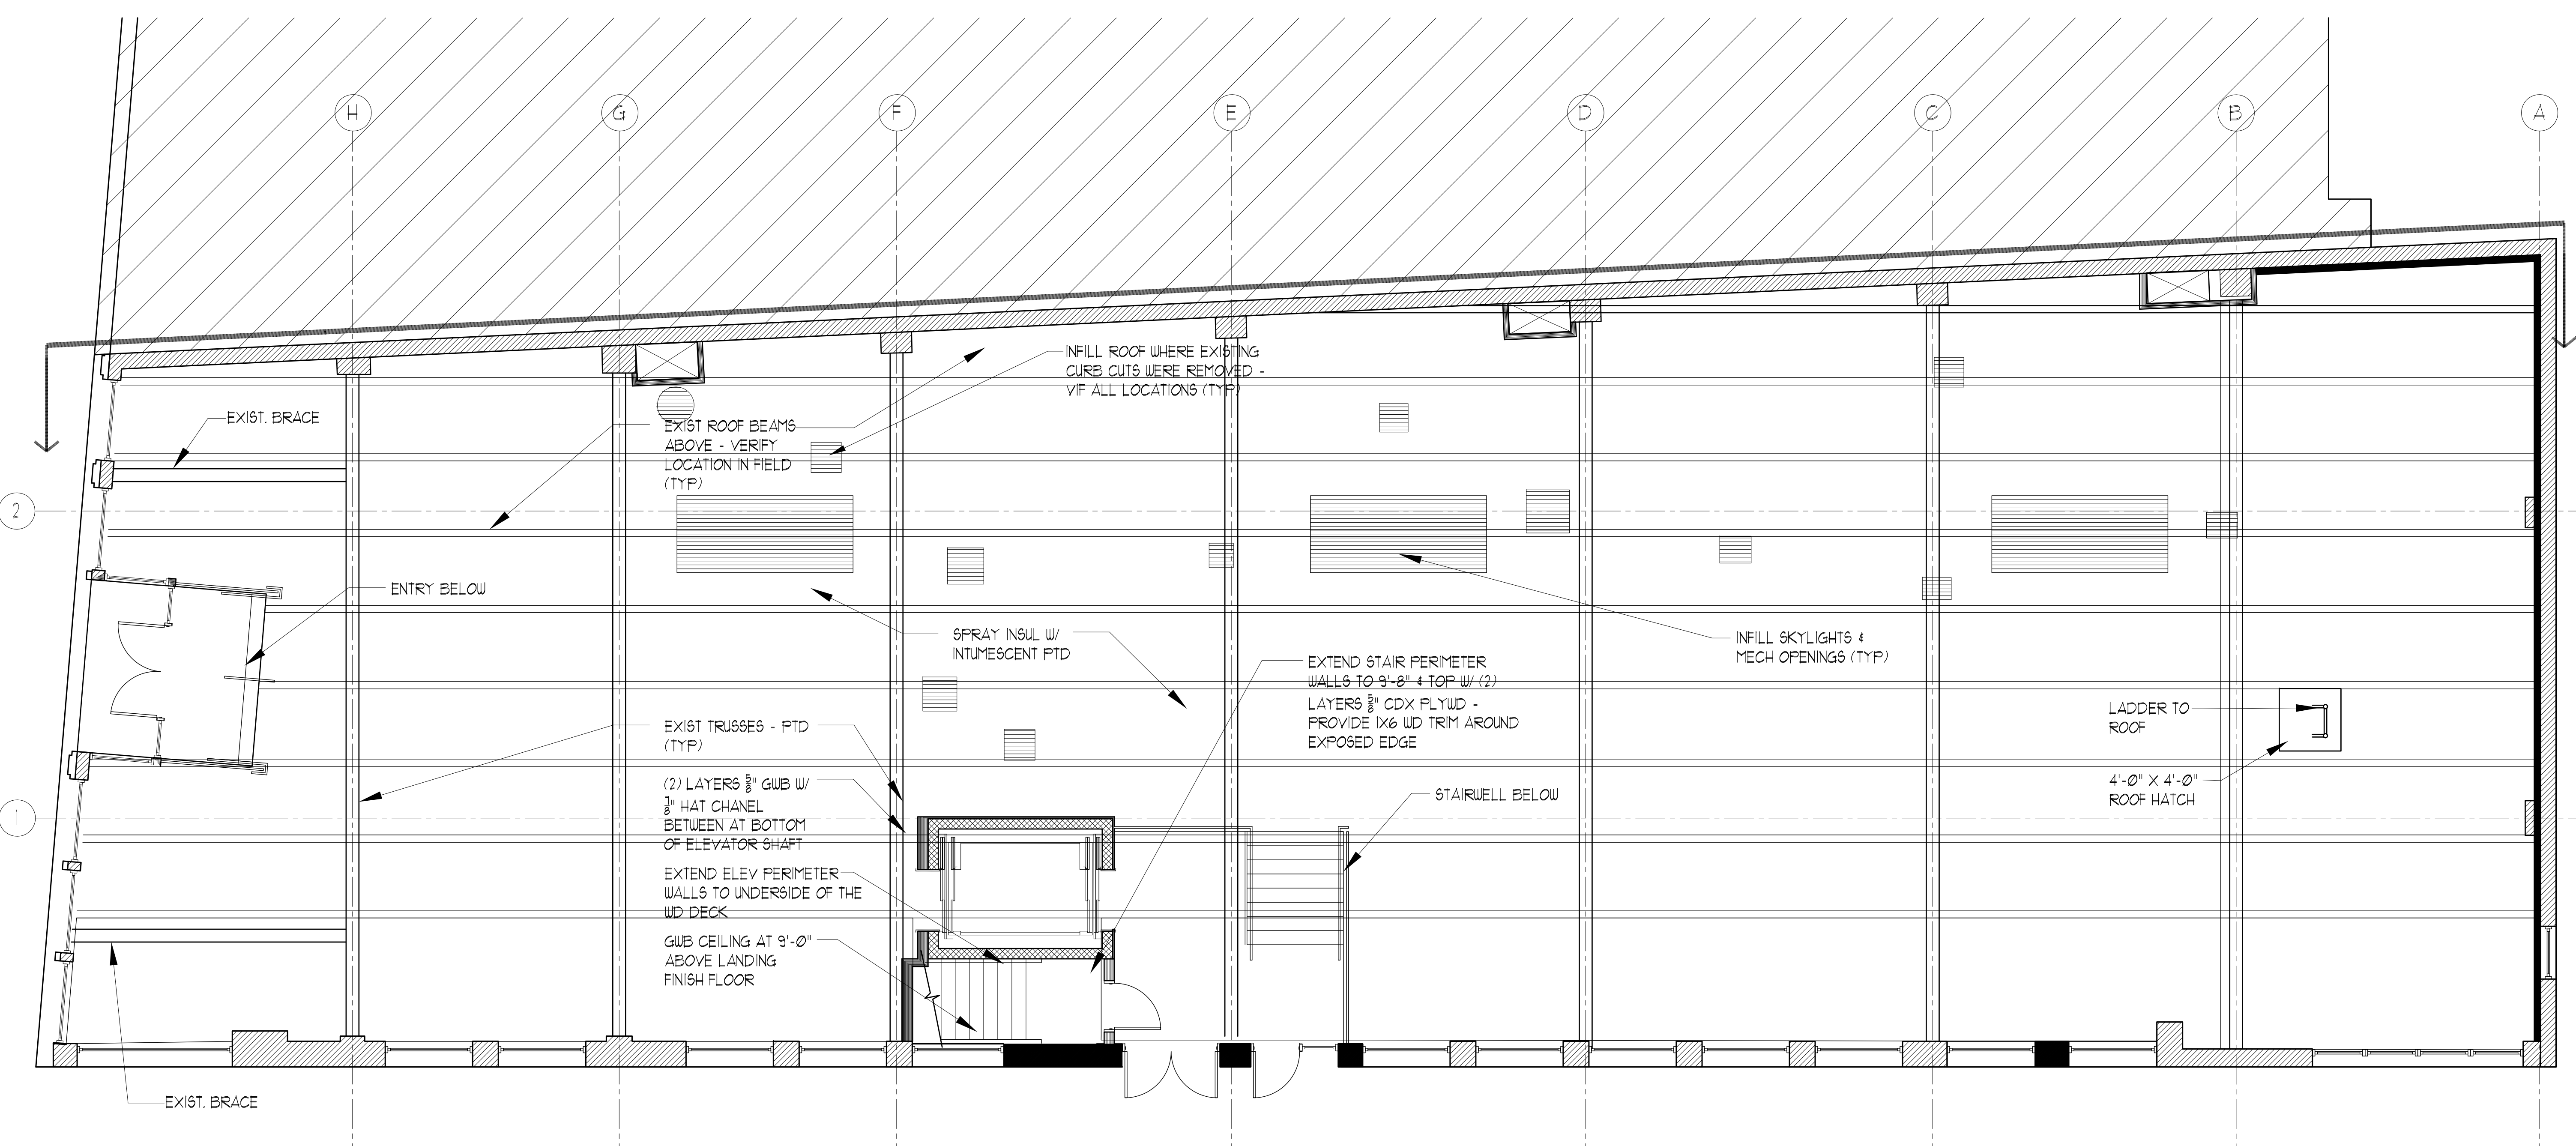 H
G
F
E
D
C
B
A
INFILL ROOF WHERE EXISTING
CURB CUTS WERE REMOVED -
VIF ALL LOCATIONS (TYP)
EXIST. BRACE
EXIST ROOF BEAMS
ABOVE - VERIFY
LOCATION IN FIELD
(TYP)
2
ENTRY BELOW
SPRAY INSUL W/
INTUMESCENT PTD
INFILL SKYLIGHTS &
MECH OPENINGS (TYP)
EXTEND STAIR PERIMETER
WALLS TO 9'-8" & TOP W/ (2)
LAYERS 5/8" CDX PLYWD -
PROVIDE 1X6 WD TRIM AROUND
EXPOSED EDGE
LADDER TO
ROOF
EXIST TRUSSES - PTD
(TYP)
4'-0" X 4'-0"
ROOF HATCH
(2) LAYERS 5/8" GWB W/
7/8" HAT CHANEL
BETWEEN AT BOTTOM
OF ELEVATOR SHAFT
STAIRWELL BELOW
1
EXTEND ELEV PERIMETER
WALLS TO UNDERSIDE OF THE
WD DECK
GWB CEILING AT 9'-0"
ABOVE LANDING
FINISH FLOOR
EXIST. BRACE